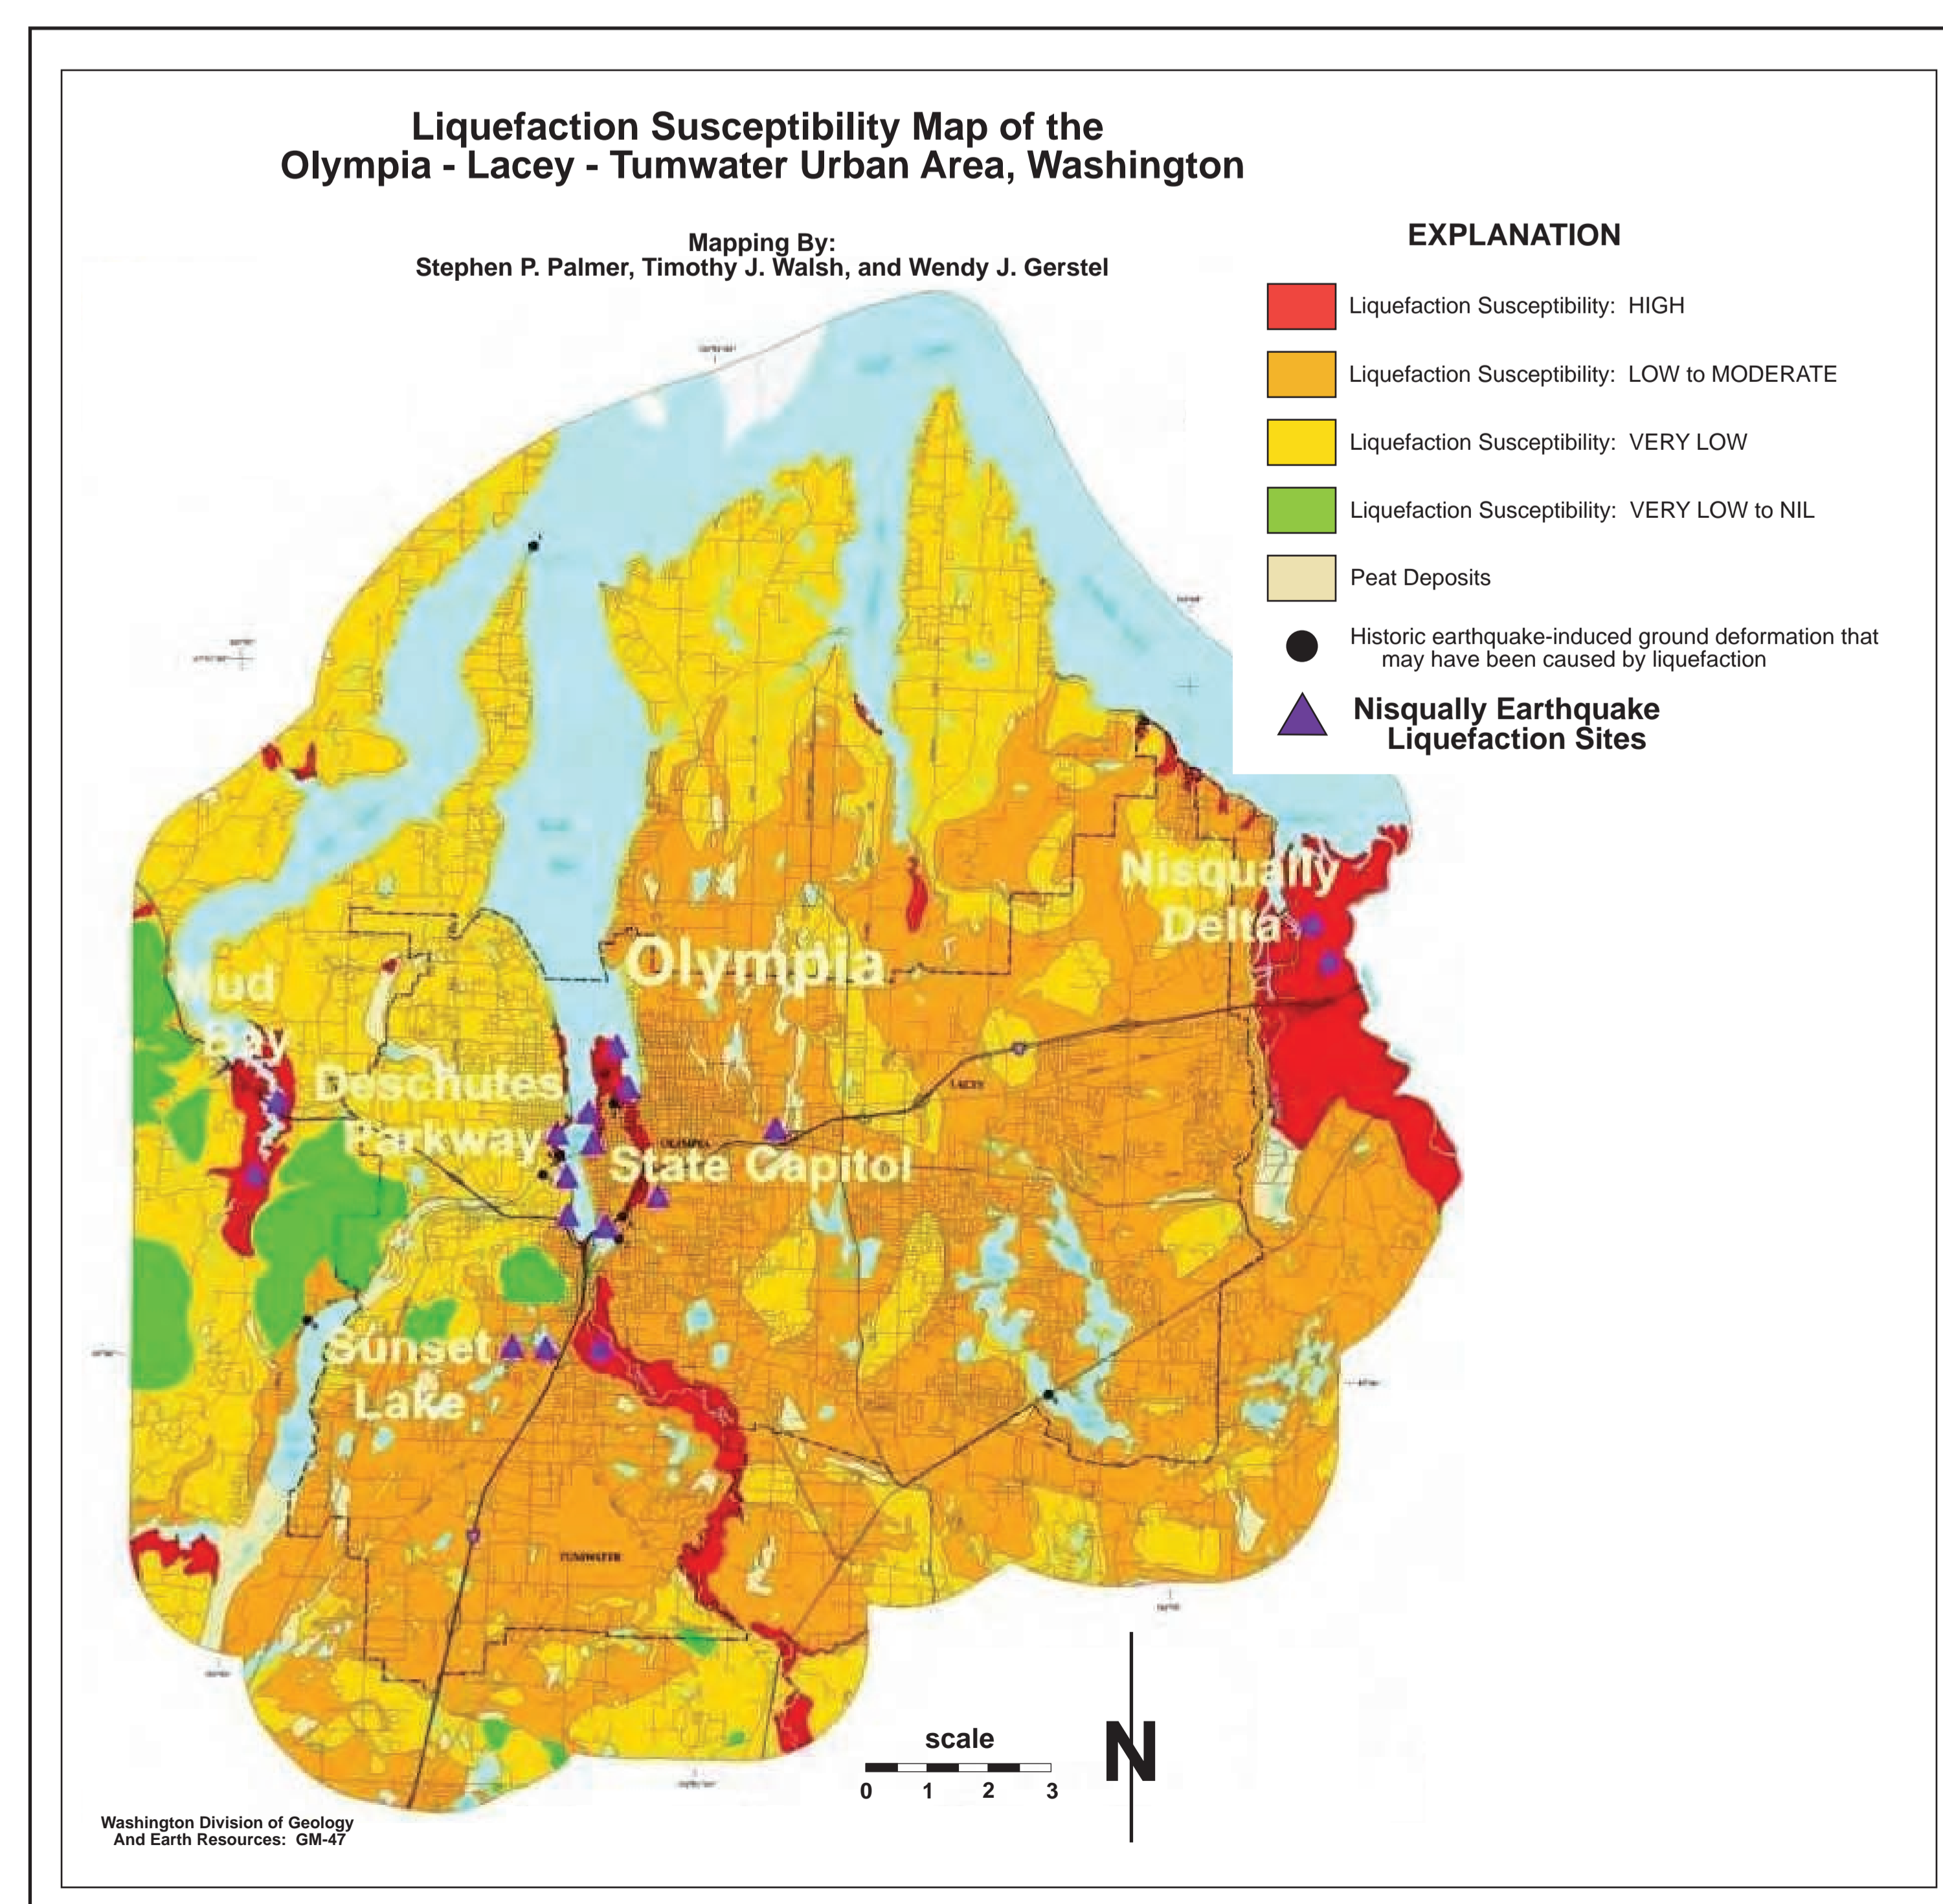 Liquefaction Susceptibility Map of the
Olympia - Lacey - Tumwater Urban Area, Washington
Mapping By:
Stephen P. Palmer, Timothy J. Walsh, and Wendy J. Gerstel
EXPLANATION
Liquefaction Susceptibility: HIGH
Liquefaction Susceptibility: LOW to MODERATE
Liquefaction Susceptibility: VERY LOW
Liquefaction Susceptibility: VERY LOW to NIL
Peat Deposits
Historic earthquake-induced ground deformation that
may have been caused by liquefaction
Nisqually Earthquake
Liquefaction Sites
Nisqually
Delta
Olympia
Mud
Bay
Deschutes
Parkway
LACEY
OLYMPIA
State Capitol
Sunset
Lake
TUMWATER
scale
0 1 2 3
N
Washington Division of Geology
And Earth Resources: GM-47